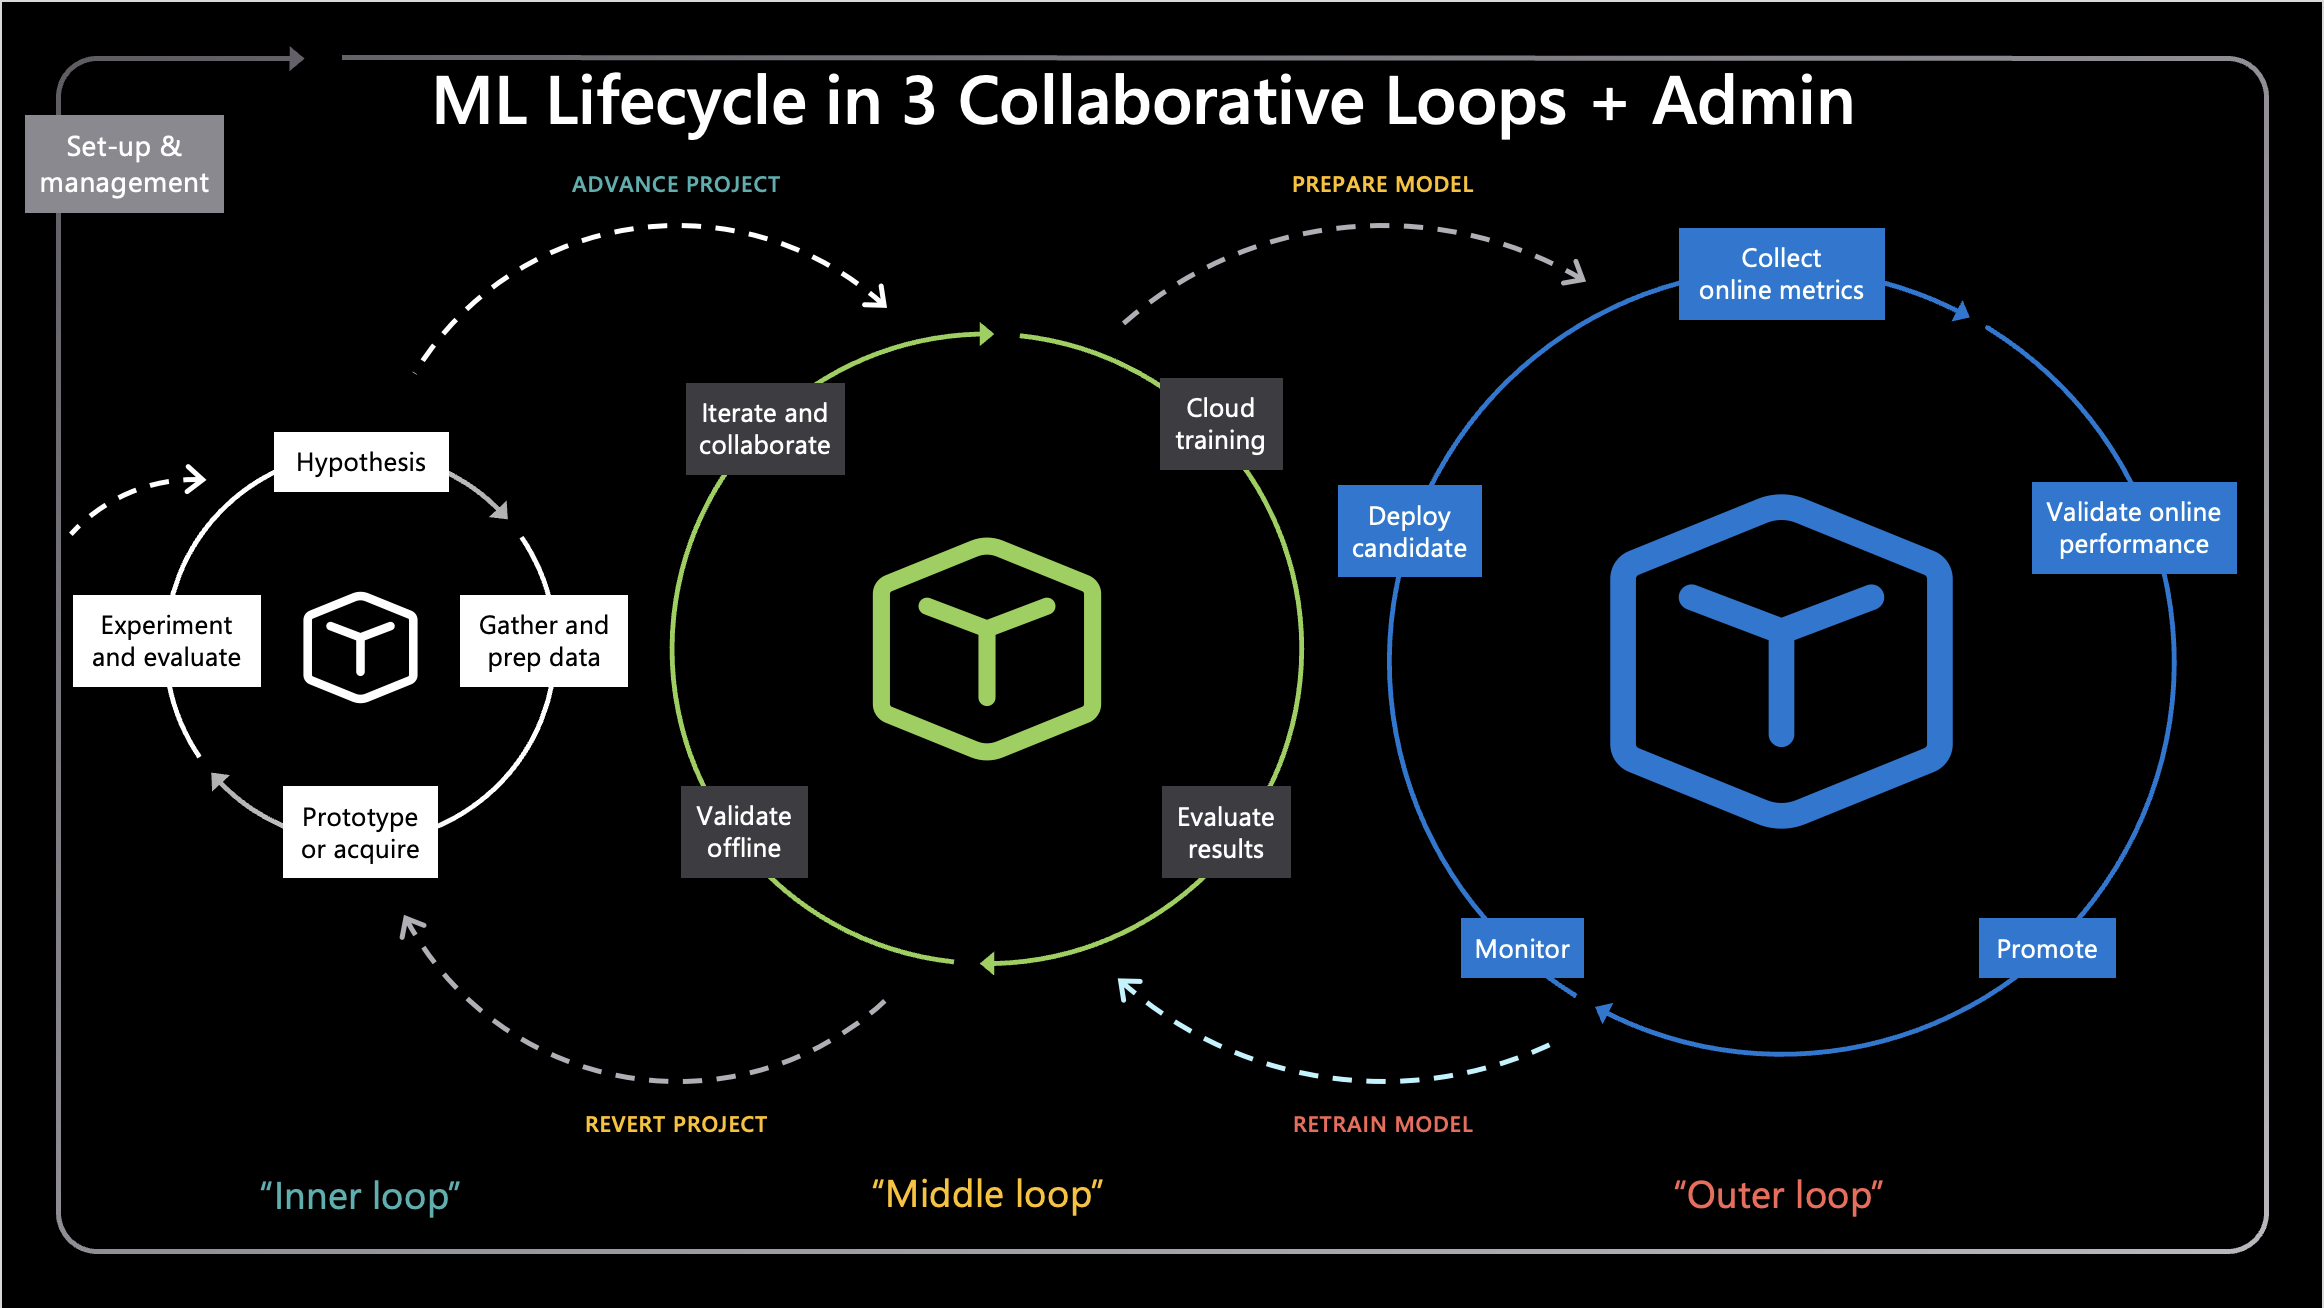 ML Lifecycle in 3 Collaborative Loops + Admin
Set-up &
management
ADVANCE PROJECT
PREPARE MODEL
Hypothesis
Gather and
prep data
Prototype
or acquire
Experiment
and evaluate
Iterate and
collaborate
Cloud
training
Evaluate
results
Validate
offline
Collect
online metrics
Validate online
performance
Promote
Monitor
Deploy
candidate
REVERT PROJECT
RETRAIN MODEL
“Inner loop”
“Middle loop”
“Outer loop”